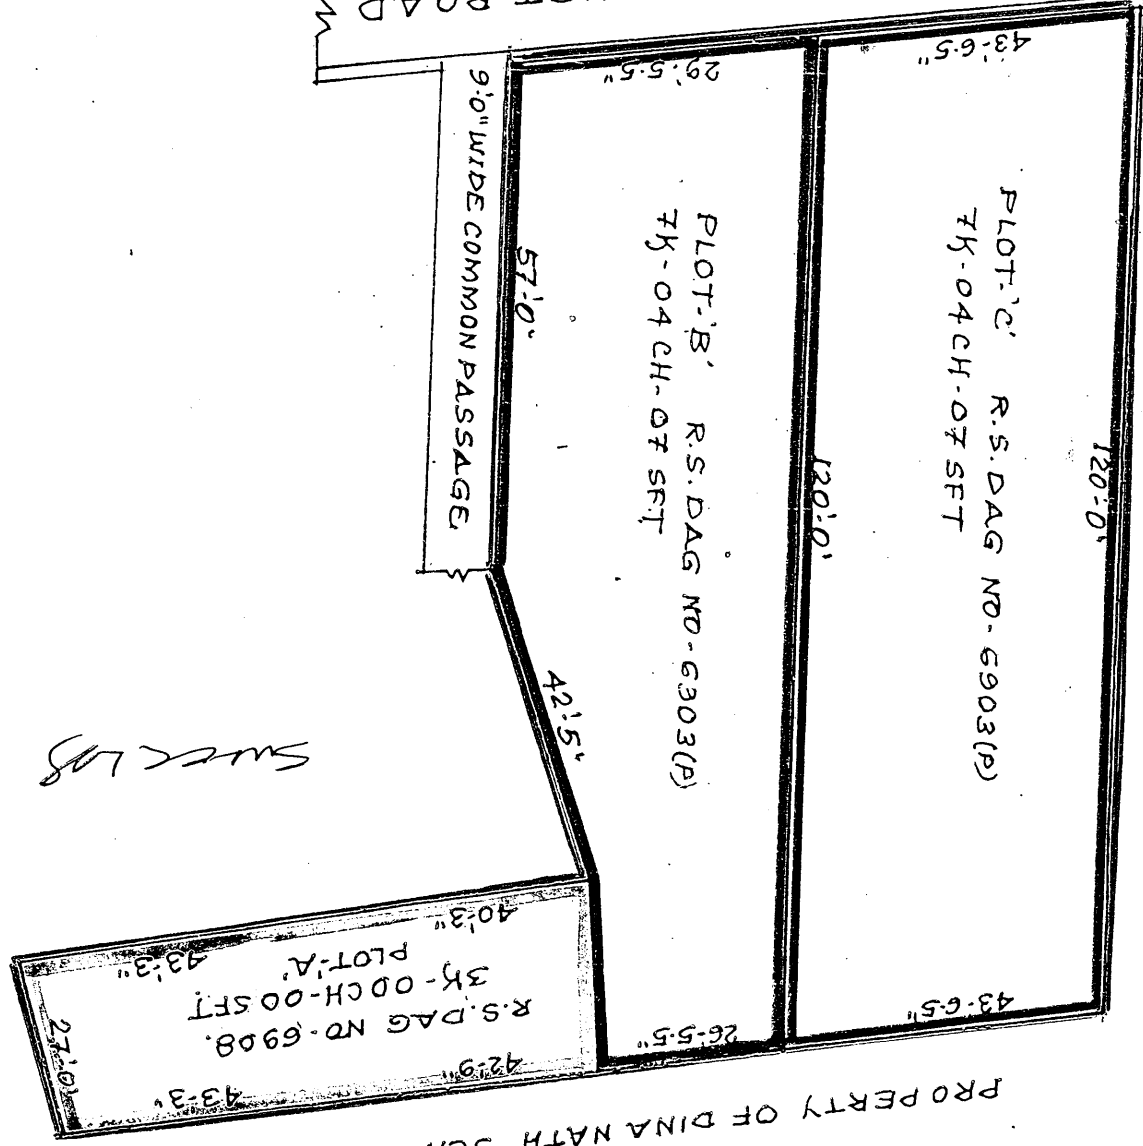 ROAD
43'-6.5"
29'-5.5"
9'-0" WIDE COMMON PASSAGE
57'-0"
PLOT-'B' R.S. DAG NO-6303(P)
7K-04 CH-07 SFT
120'-0"
PLOT-'C' R.S. DAG NO-6903(P)
7K-04 CH-07 SFT
120'-0"
42'-5"
40'-3"
43'-3"
PLOT-'A'
3K-00 CH-00 SFT
R.S. DAG NO-6908.
27'-0"
43'-3"
42'-9"
26'-5.5"
43'-6.5"
PROPERTY OF DINA NATH